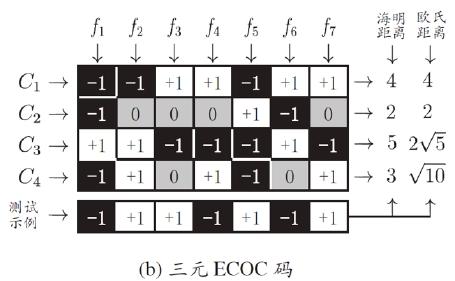 海明 欧氏
f₁ f₂ f₃ f₄ f₅ f₆ f₇ 距离 距离
C₁ → -1 -1 +1 +1 -1 +1 +1 → 4 4
C₂ → -1 0 0 0 +1 -1 0 → 2 2
C₃ → +1 +1 -1 -1 -1 +1 -1 → 5 2√5
C₄ → -1 +1 0 +1 -1 0 +1 → 3 √10
测试
示例 → -1 +1 +1 -1 +1 -1 +1
(b) 三元 ECOC 码